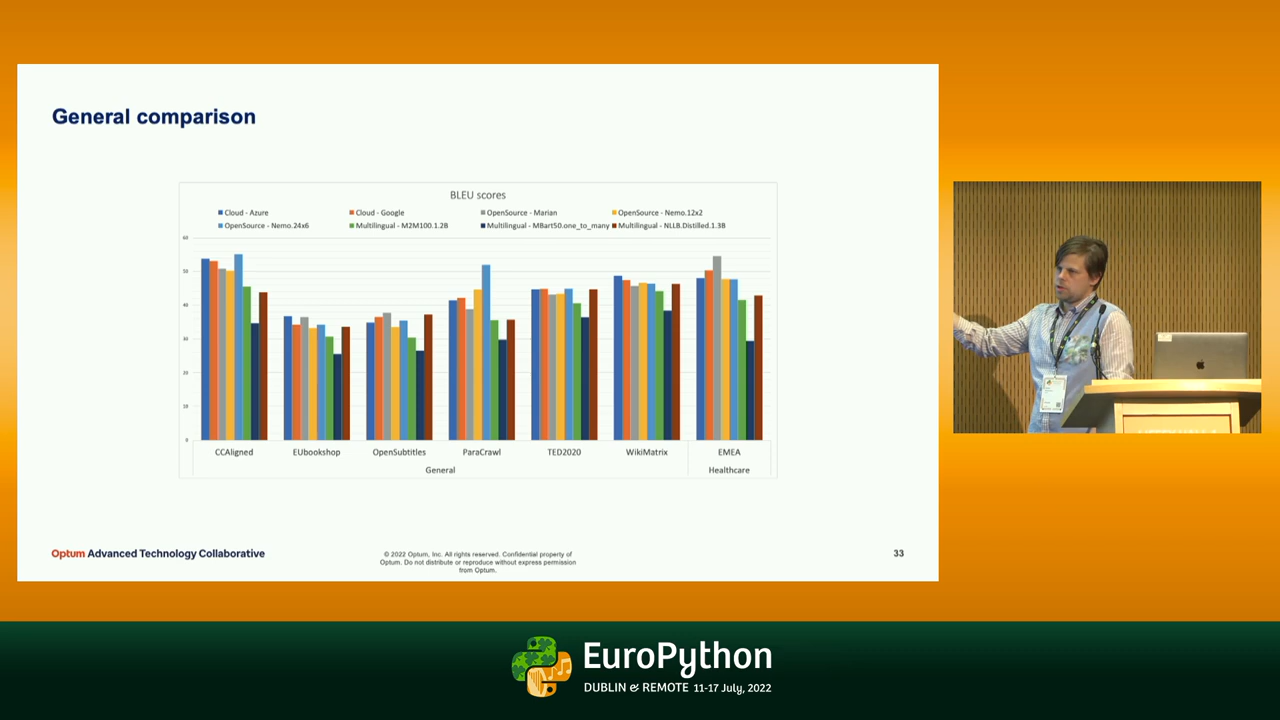 General comparison
BLEU scores
Cloud - Azure
Cloud - Google
OpenSource - Marian
OpenSource - Nemo.12x2
OpenSource - Nemo.24x6
Multilingual - M2M100.1.2B
Multilingual - MBart50.one_to_many
Multilingual - NLLB.Distilled.1.3B
60
50
40
30
20
10
0
CCAligned
EUbookshop
OpenSubtitles
ParaCrawl
TED2020
WikiMatrix
EMEA
General
Healthcare
Optum Advanced Technology Collaborative
© 2022 Optum, Inc. All rights reserved. Confidential property of
Optum. Do not distribute or reproduce without express permission
from Optum.
33
EuroPython
DUBLIN & REMOTE 11-17 July, 2022